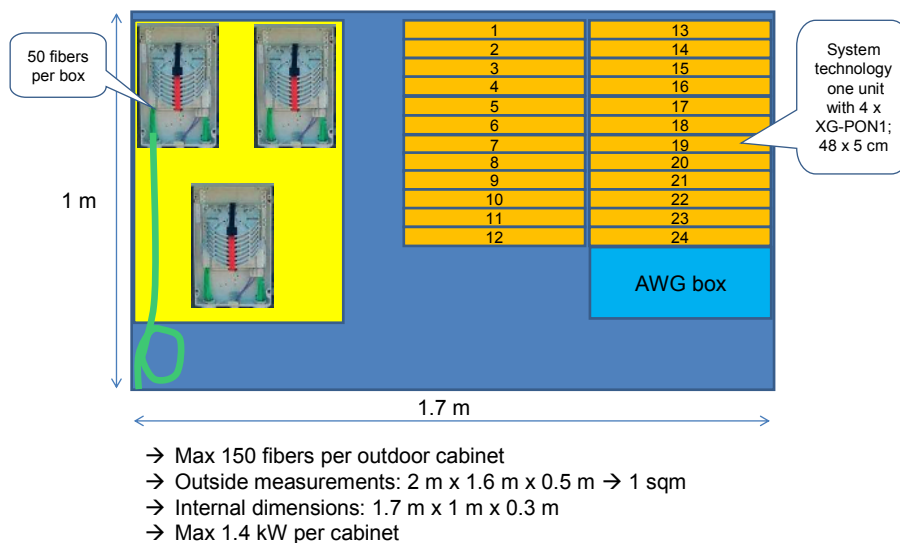 50 fibers
per box
1
2
3
4
5
6
7
8
9
10
11
12
13
14
15
16
17
18
19
20
21
22
23
24
AWG box
System
technology
one unit
with 4 x
XG-PON1;
48 x 5 cm
1 m
1.7 m
→ Max 150 fibers per outdoor cabinet
→ Outside measurements: 2 m x 1.6 m x 0.5 m → 1 sqm
→ Internal dimensions: 1.7 m x 1 m x 0.3 m
→ Max 1.4 kW per cabinet